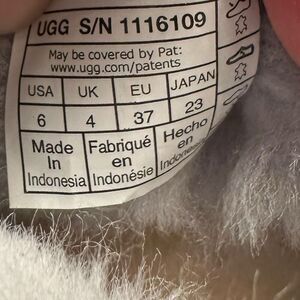 UGG S/N 1116109
May be covered by Pat:
www.ugg.com/patents
USA UK EU JAPAN
6 4 37 23
Made Fabriqué Hecho
In en en
Indonesia Indonésie